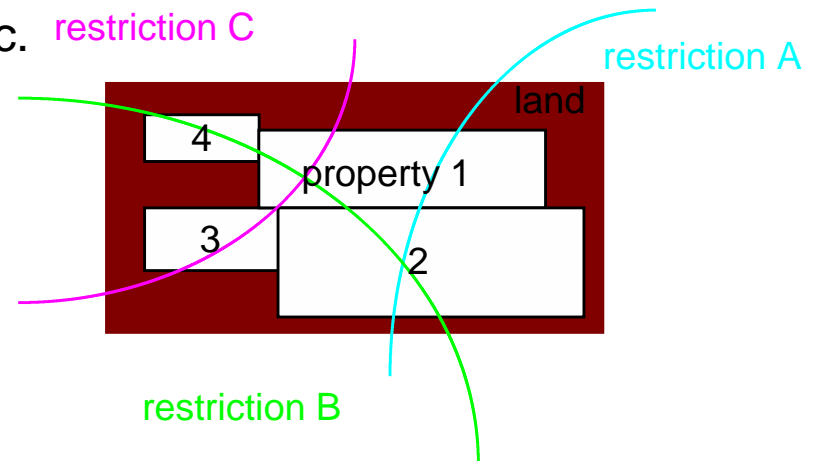 c.
restriction C
restriction A
land
4
property 1
3
2
restriction B